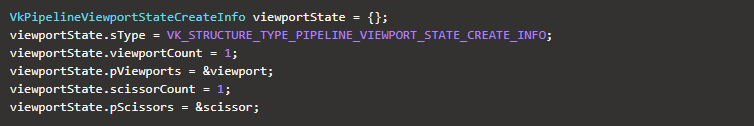 VkPipelineViewportStateCreateInfo viewportState = {};
viewportState.sType = VK_STRUCTURE_TYPE_PIPELINE_VIEWPORT_STATE_CREATE_INFO;
viewportState.viewportCount = 1;
viewportState.pViewports = &viewport;
viewportState.scissorCount = 1;
viewportState.pScissors = &scissor;